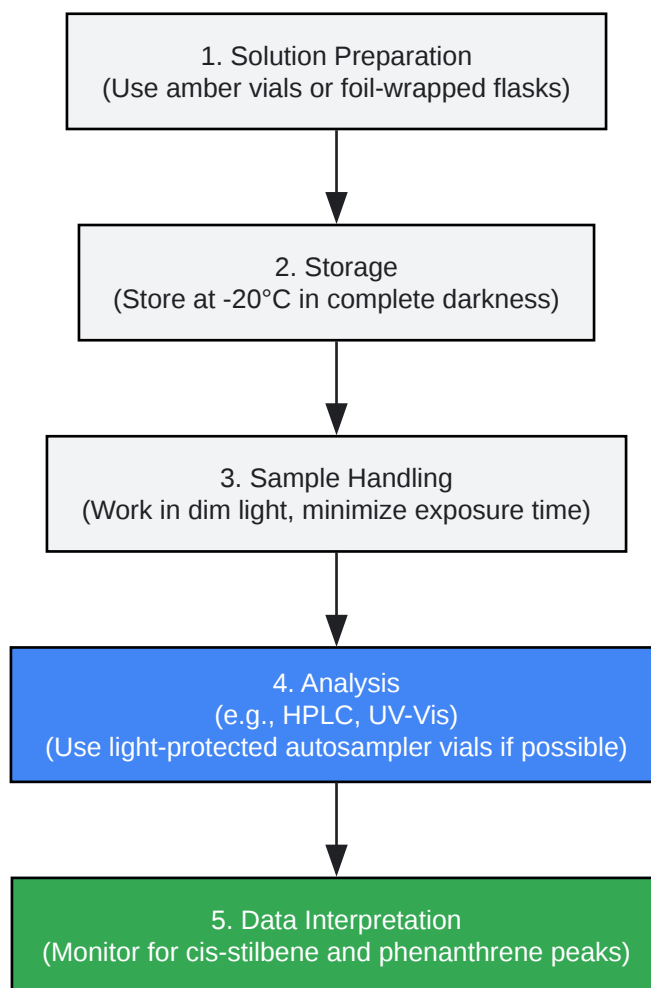 1. Solution Preparation
(Use amber vials or foil-wrapped flasks)
2. Storage
(Store at -20°C in complete darkness)
3. Sample Handling
(Work in dim light, minimize exposure time)
4. Analysis
(e.g., HPLC, UV-Vis)
(Use light-protected autosampler vials if possible)
5. Data Interpretation
(Monitor for cis-stilbene and phenanthrene peaks)